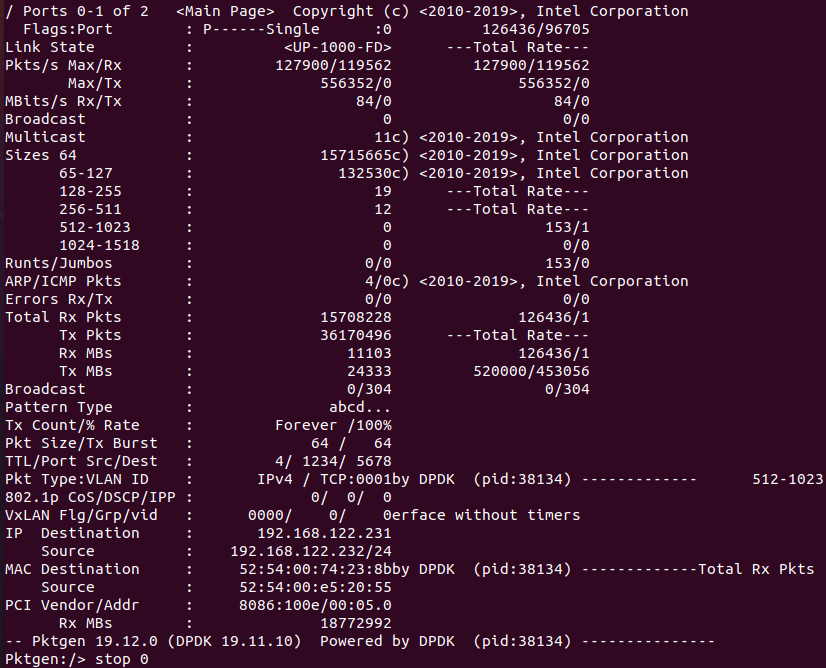 / Ports 0-1 of 2   <Main Page>  Copyright (c) <2010-2019>, Intel Corporation
  Flags:Port        : P------Single      :0          126436/96705
Link State          :          <UP-1000-FD>      ---Total Rate---
Pkts/s Max/Rx       :         127900/119562         127900/119562
       Max/Tx       :              556352/0              556352/0
MBits/s Rx/Tx       :                  84/0                  84/0
Broadcast           :                     0                   0/0
Multicast           :                    11c) <2010-2019>, Intel Corporation
Sizes 64            :              15715665c) <2010-2019>, Intel Corporation
      65-127        :                132530c) <2010-2019>, Intel Corporation
      128-255       :                    19      ---Total Rate---
      256-511       :                    12      ---Total Rate---
      512-1023      :                     0                 153/1
      1024-1518     :                     0                   0/0
Runts/Jumbos        :                   0/0                 153/0
ARP/ICMP Pkts       :                   4/0c) <2010-2019>, Intel Corporation
Errors Rx/Tx        :                   0/0                   0/0
Total Rx Pkts       :              15708228              126436/1
      Tx Pkts       :              36170496      ---Total Rate---
      Rx MBs        :                 11103              126436/1
      Tx MBs        :                 24333         520000/453056
Broadcast           :                 0/304                 0/304
Pattern Type        :               abcd...
Tx Count/% Rate     :         Forever /100%
Pkt Size/Tx Burst   :             64 /   64
TTL/Port Src/Dest   :         4/ 1234/ 5678
Pkt Type:VLAN ID    :       IPv4 / TCP:0001by DPDK  (pid:38134) -------------      512-1023
802.1p CoS/DSCP/IPP :             0/  0/  0
VxLAN Flg/Grp/vid   :      0000/    0/    0erface without timers
IP  Destination     :       192.168.122.231
    Source          :    192.168.122.232/24
MAC Destination     :     52:54:00:74:23:8bby DPDK  (pid:38134) -------------Total Rx Pkts
    Source          :     52:54:00:e5:20:55
PCI Vendor/Addr     :     8086:100e/00:05.0
      Rx MBs        :              18772992
-- Pktgen 19.12.0 (DPDK 19.11.10)  Powered by DPDK  (pid:38134) ---------------
Pktgen:/> stop 0